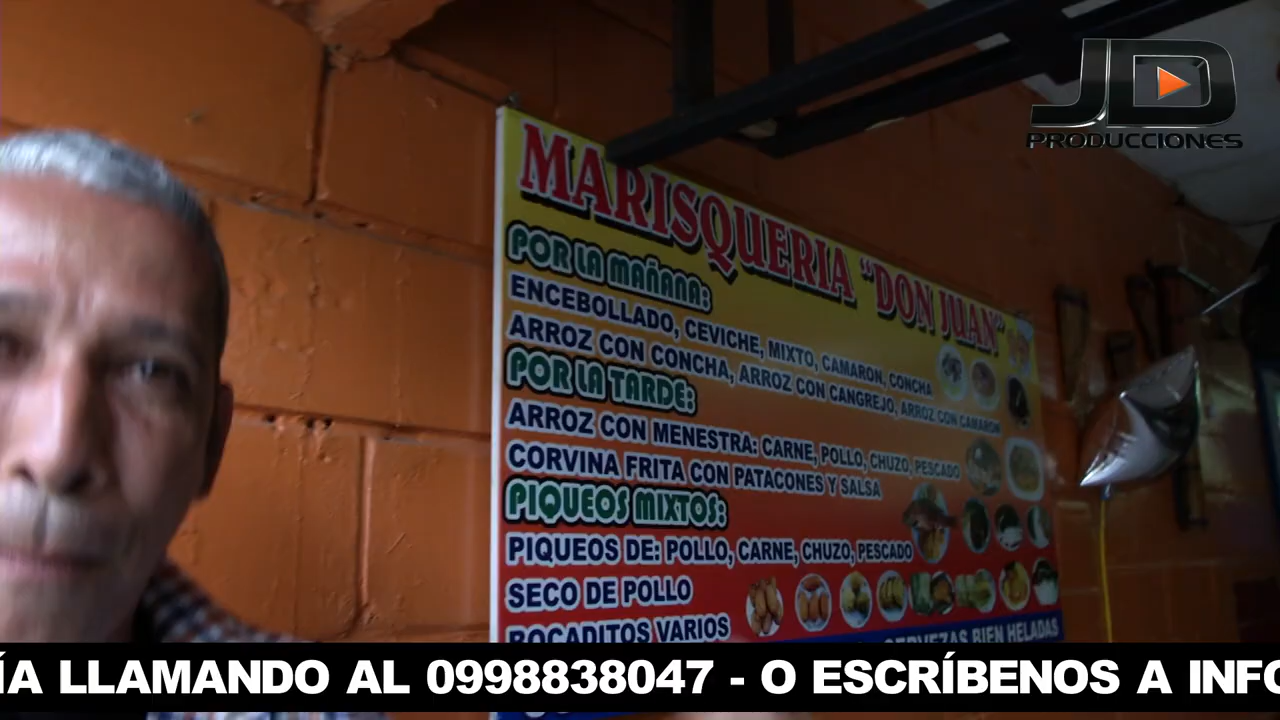 JD
PRODUCCIONES
MARISQUERIA "DON JUAN"
POR LA MAÑANA:
ENCEBOLLADO, CEVICHE, MIXTO, CAMARON, CONCHA
ARROZ CON CONCHA, ARROZ CON CANGREJO, ARROZ CON CAMARON
POR LA TARDE:
ARROZ CON MENESTRA: CARNE, POLLO, CHUZO, PESCADO
CORVINA FRITA CON PATACONES Y SALSA
PIQUEOS MIXTOS:
PIQUEOS DE: POLLO, CARNE, CHUZO, PESCADO
SECO DE POLLO
BOCADITOS VARIOS
CERVEZAS BIEN HELADAS
ÍA LLAMANDO AL 0998838047 - O ESCRÍBENOS A INFO